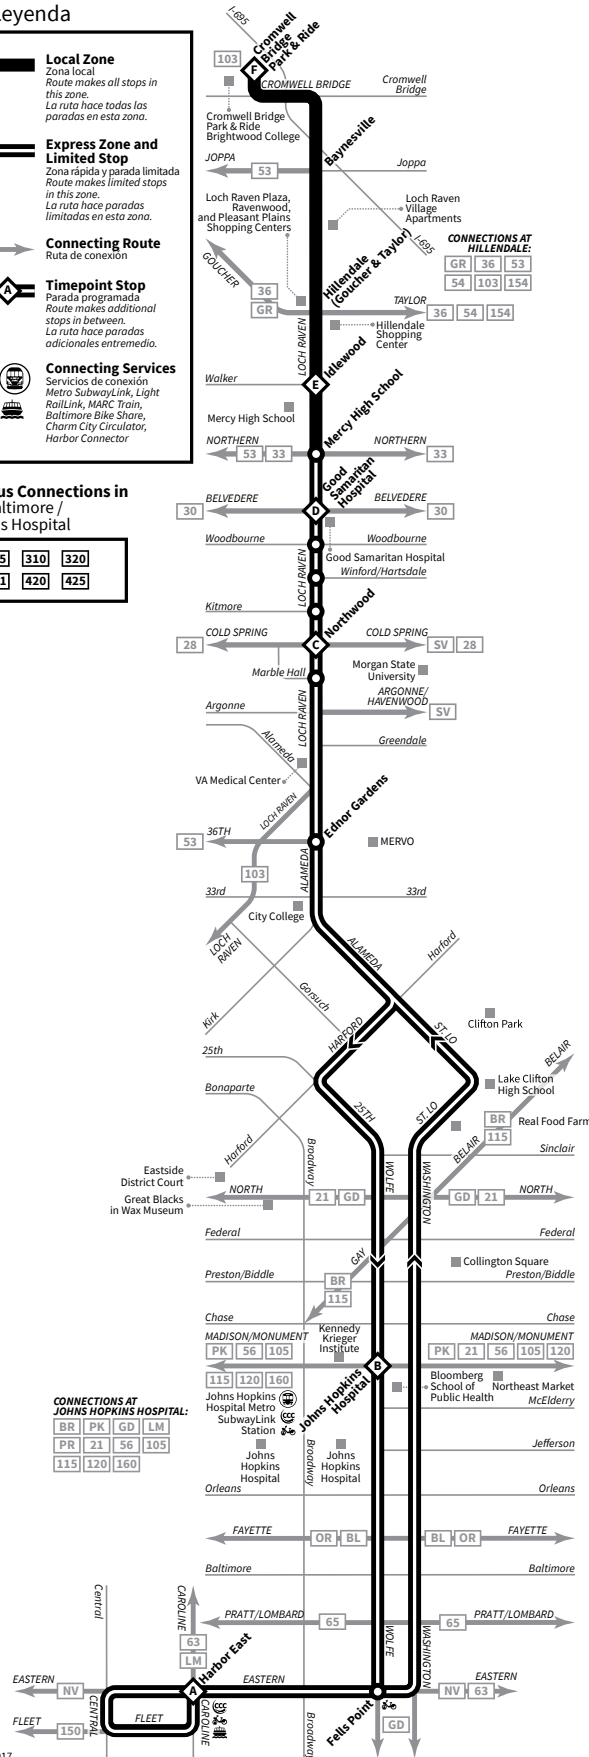 Leyenda
Local Zone
Zona local
Route makes all stops in
this zone.
La ruta hace todas las
paradas en esta zona.
Express Zone and
Limited Stop
Zona rápida y parada limitada
Route makes limited stops
in this zone.
La ruta hace paradas
limitadas en esta zona.
Connecting Route
Ruta de conexión
A
Timepoint Stop
Parada programada
Route makes additional
stops in between.
La ruta hace paradas
adicionales entremedio.
Connecting Services
Servicios de conexión
Metro SubwayLink, Light
RailLink, MARC Train,
Baltimore Bike Share,
Charm City Circulator,
Harbor Connector
us Connections in
altimore /
s Hospital
5 310 320
1 420 425
I-695
103
F
Cromwell
Bridge
Park & Ride
CROMWELL BRIDGE
Cromwell
Bridge
Cromwell Bridge
Park & Ride
Brightwood College
Baynesville
JOPPA
53
Joppa
Loch Raven Plaza,
Ravenwood,
and Pleasant Plains
Shopping Centers
Loch Raven
Village
Apartments
I-695
CONNECTIONS AT
HILLENDALE:
GR 36 53
54 103 154
GOUCHER
36
GR
Hillendale
(Goucher & Taylor)
TAYLOR
36 54 154
Hillendale
Shopping
Center
LOCH RAVEN
Walker
E
Idlewood
Mercy High School
Mercy High School
NORTHERN
53 33
NORTHERN
33
Good
Samaritan
Hospital
BELVEDERE
30
D
BELVEDERE
30
Woodbourne
Woodbourne
Good Samaritan Hospital
LOCH RAVEN
Winford/Hartsdale
Kitmore
Northwood
COLD SPRING
28
C
COLD SPRING
SV 28
Marble Hall
Morgan State
University
ARGONNE/
HAVENWOOD
SV
Argonne
LOCH RAVEN
Greendale
Alameda
VA Medical Center
LOCH RAVEN
Ednor Gardens
36TH
53
MERVO
103
ALAMEDA
33rd
33rd
City College
LOCH
RAVEN
ALAMEDA
Harford
Gorsuch
Kirk
HARFORD
ST. LO
Clifton Park
25th
BELAIR
Lake Clifton
High School
Bonaparte
25TH
ST. LO
BR
115
Real Food Farm
Harford
Broadway
BELAIR
Sinclair
Eastside
District Court
WOLFE
WASHINGTON
NORTH
21 GD
GD 21
NORTH
Great Blacks
in Wax Museum
Federal
Federal
GAY
Collington Square
Preston/Biddle
BR
115
Preston/Biddle
Chase
Chase
Kennedy
Krieger
Institute
MADISON/MONUMENT
PK 56 105
115 120 160
B
MADISON/MONUMENT
PK 21 56 105 120
Johns Hopkins
Hospital
Bloomberg
School of
Public Health
Northeast Market
McElderry
Johns Hopkins
Hospital Metro
SubwayLink
Station
CCC
CONNECTIONS AT
JOHNS HOPKINS HOSPITAL:
BR PK GD LM
PR 21 56 105
115 120 160
Johns
Hopkins
Hospital
Broadway
Johns
Hopkins
Hospital
Jefferson
Orleans
Orleans
FAYETTE
OR BL
BL OR
FAYETTE
Baltimore
Baltimore
Central
CAROLINE
PRATT/LOMBARD
65
65
PRATT/LOMBARD
63
LM
Harbor East
WOLFE
WASHINGTON
EASTERN
NV
A
EASTERN
NV 63
EASTERN
CENTRAL
FLEET
CAROLINE
CCC
Broadway
Fells Point
GD
FLEET
150
017